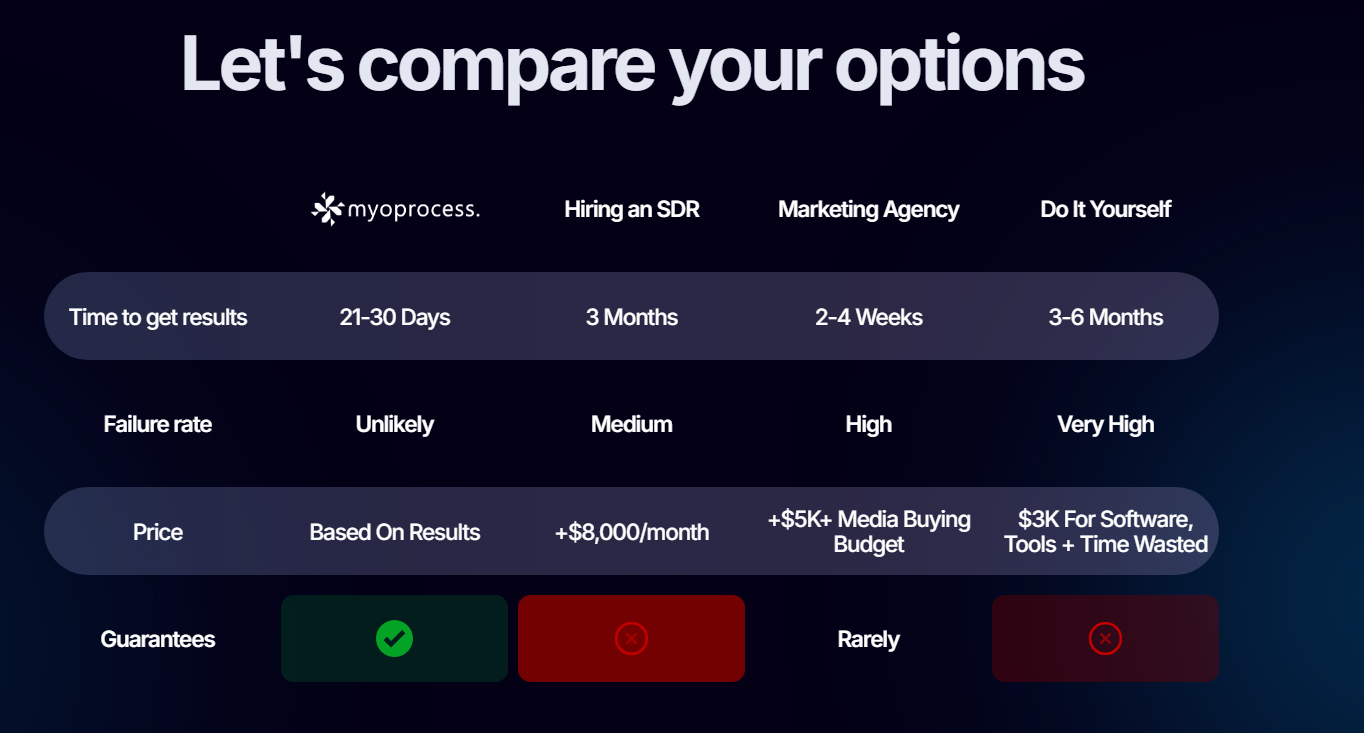 Let's compare your options
myoprocess. Hiring an SDR Marketing Agency Do It Yourself
Time to get results 21-30 Days 3 Months 2-4 Weeks 3-6 Months
Failure rate Unlikely Medium High Very High
Price Based On Results +$8,000/month +$5K+ Media Buying Budget $3K For Software, Tools + Time Wasted
Guarantees Rarely